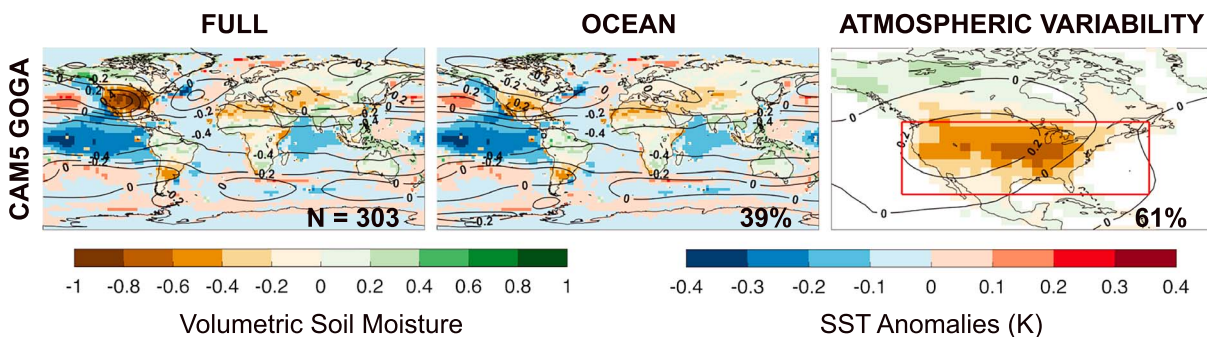 FULL OCEAN ATMOSPHERIC VARIABILITY
CAM5 GOGA
N = 303 39% 61%
-1 -0.8 -0.6 -0.4 -0.2 0 0.2 0.4 0.6 0.8 1
-0.4 -0.3 -0.2 -0.1 0 0.1 0.2 0.3 0.4
Volumetric Soil Moisture SST Anomalies (K)